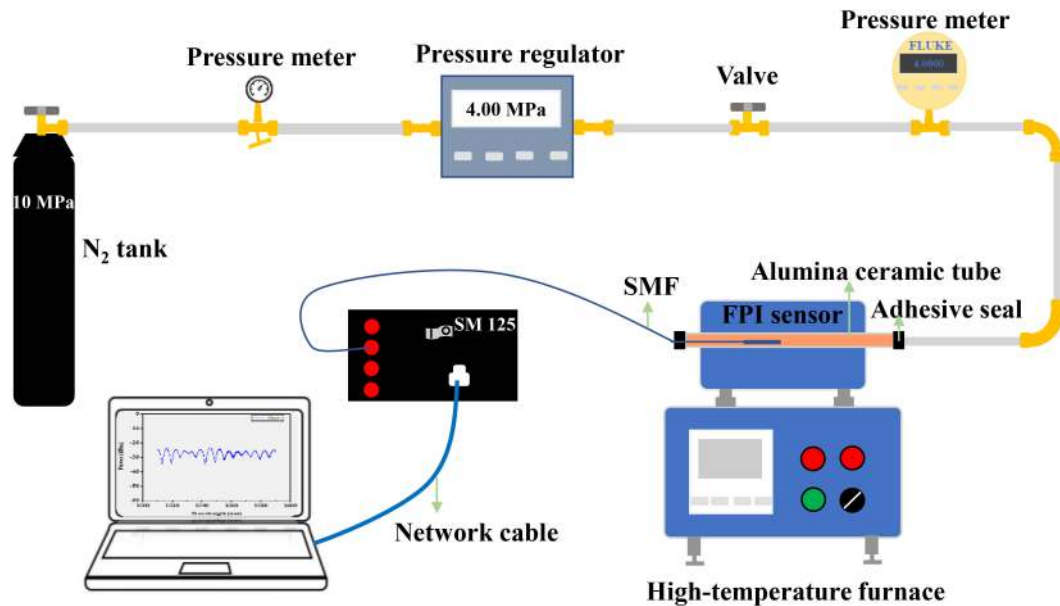 Pressure meter
Pressure regulator
Valve
Pressure meter
FLUKE
4.0000
4.00 MPa
10 MPa
N₂ tank
SMF
Alumina ceramic tube
FPI sensor
Adhesive seal
SM 125
Network cable
High-temperature furnace